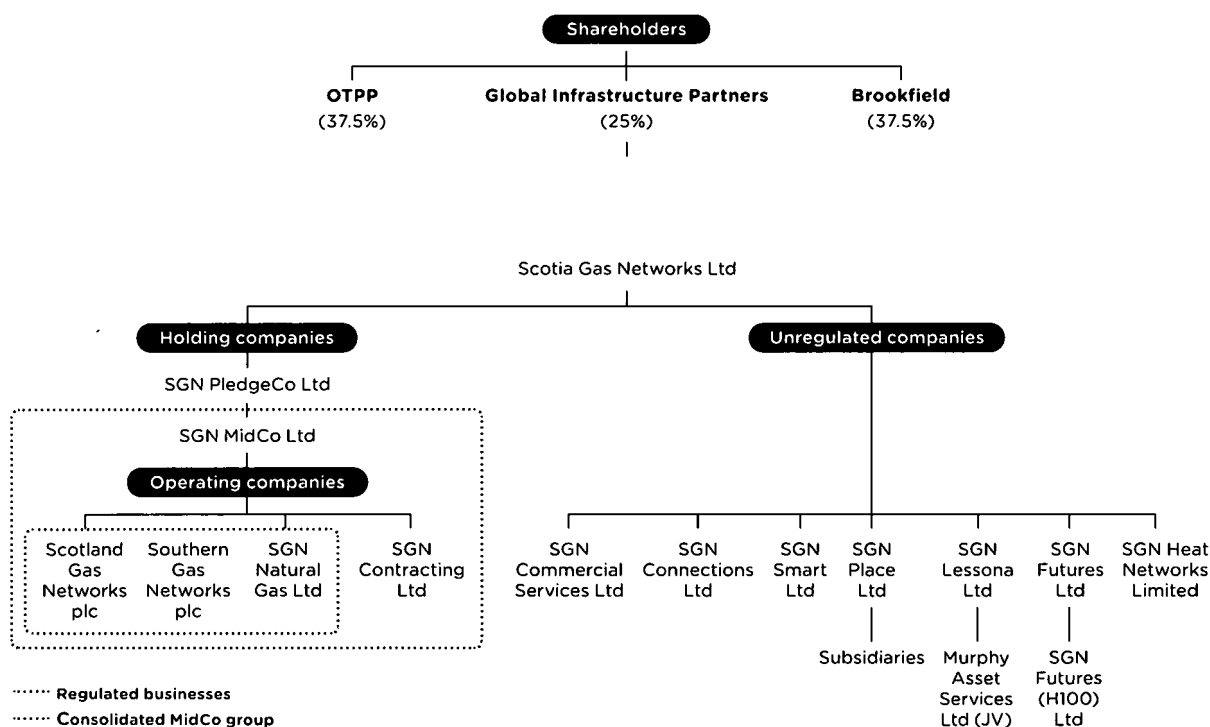 Shareholders
OTPP
(37.5%)
Global Infrastructure Partners
(25%)
Brookfield
(37.5%)
Scotia Gas Networks Ltd
Holding companies
Unregulated companies
SGN PledgeCo Ltd
SGN MidCo Ltd
Operating companies
Scotland
Gas
Networks
plc
Southern
Gas
Networks
plc
SGN
Natural
Gas Ltd
SGN
Contracting
Ltd
SGN
Commercial
Services Ltd
SGN
Connections
Ltd
SGN
Smart
Ltd
SGN
Place
Ltd
SGN
Lessona
Ltd
SGN
Futures
Ltd
SGN Heat
Networks
Limited
Subsidiaries
Murphy
Asset
Services
Ltd (JV)
SGN
Futures
(H100)
Ltd
Regulated businesses
Consolidated MidCo group